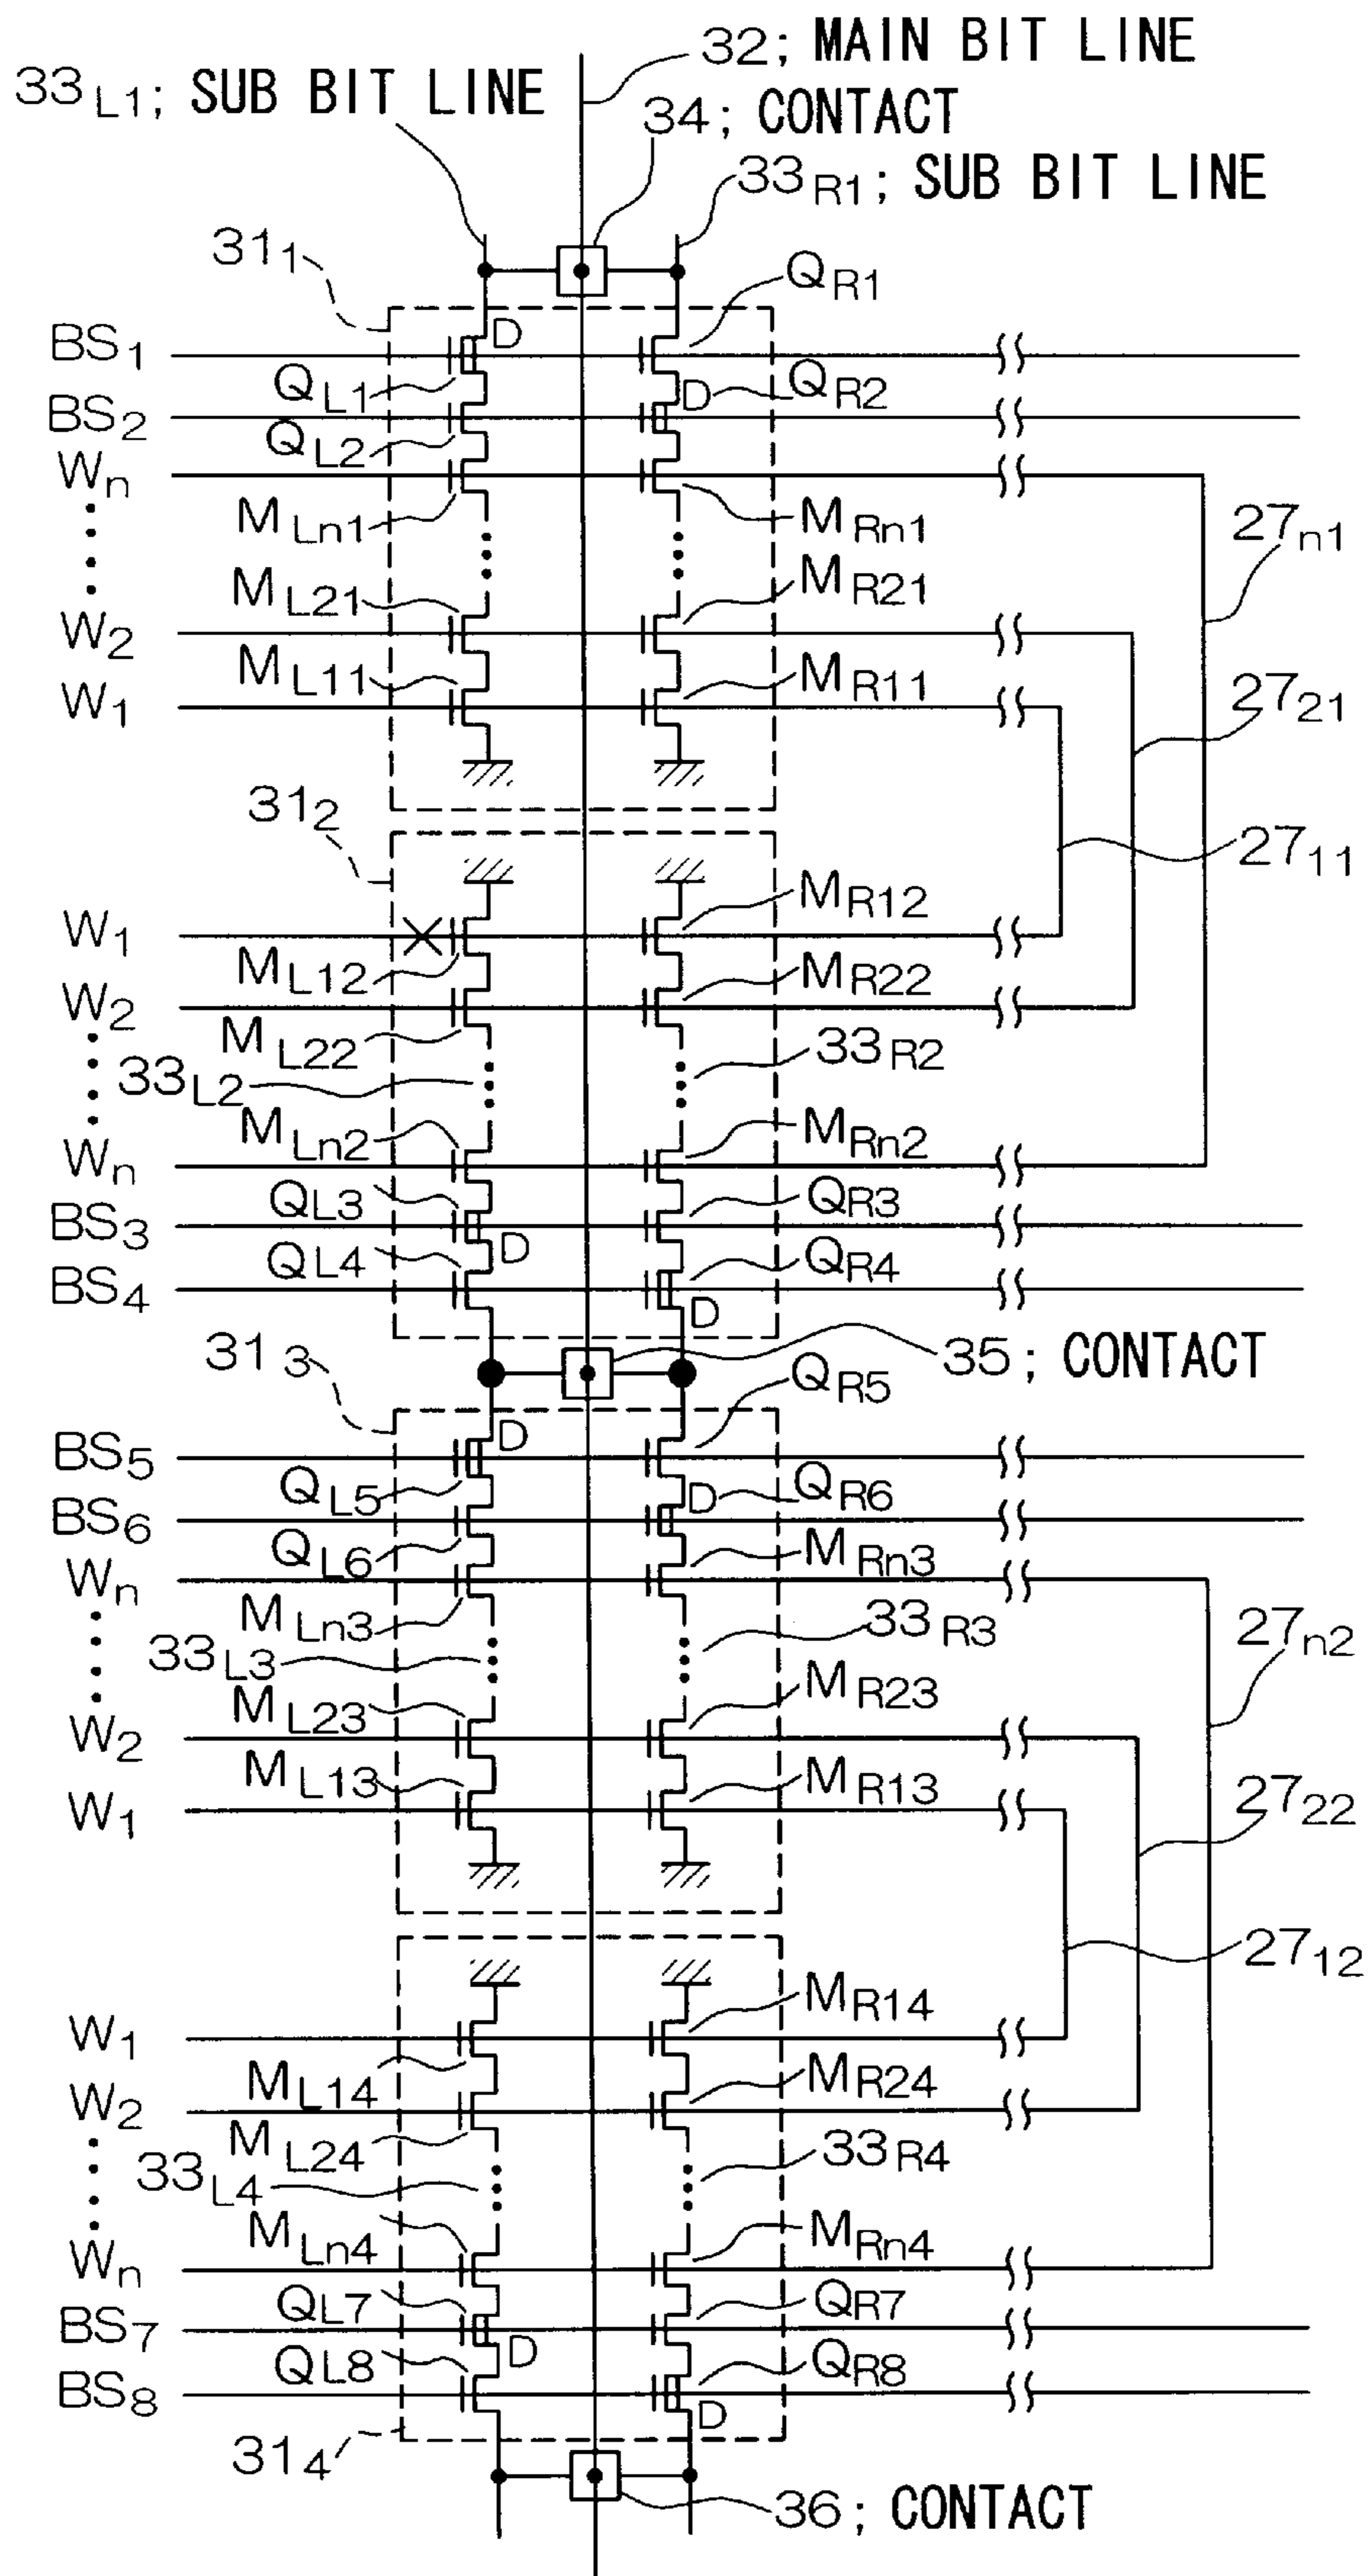 32; MAIN BIT LINE
33L1; SUB BIT LINE
34; CONTACT
33R1; SUB BIT LINE
311
QR1
BS1
D
QL1
D
QR2
BS2
QL2
Wn
MLn1
MRn1
27n1
ML21
MR21
W2
ML11
MR11
2721
W1
312
2711
MR12
W1
ML12
MR22
W2
ML22
33R2
33L2
MLn2
MRn2
Wn
QL3
QR3
BS3
D
QL4
QR4
BS4
D
313
35; CONTACT
QR5
D
BS5
QL5
D
QR6
BS6
QL6
MRn3
Wn
MLn3
33R3
33L3
27n2
ML23
MR23
W2
ML13
MR13
2722
W1
2712
MR14
W1
ML14
MR24
W2
ML24
33R4
33L4
MLn4
MRn4
Wn
QL7
QR7
BS7
D
QL8
QR8
BS8
D
314
36; CONTACT